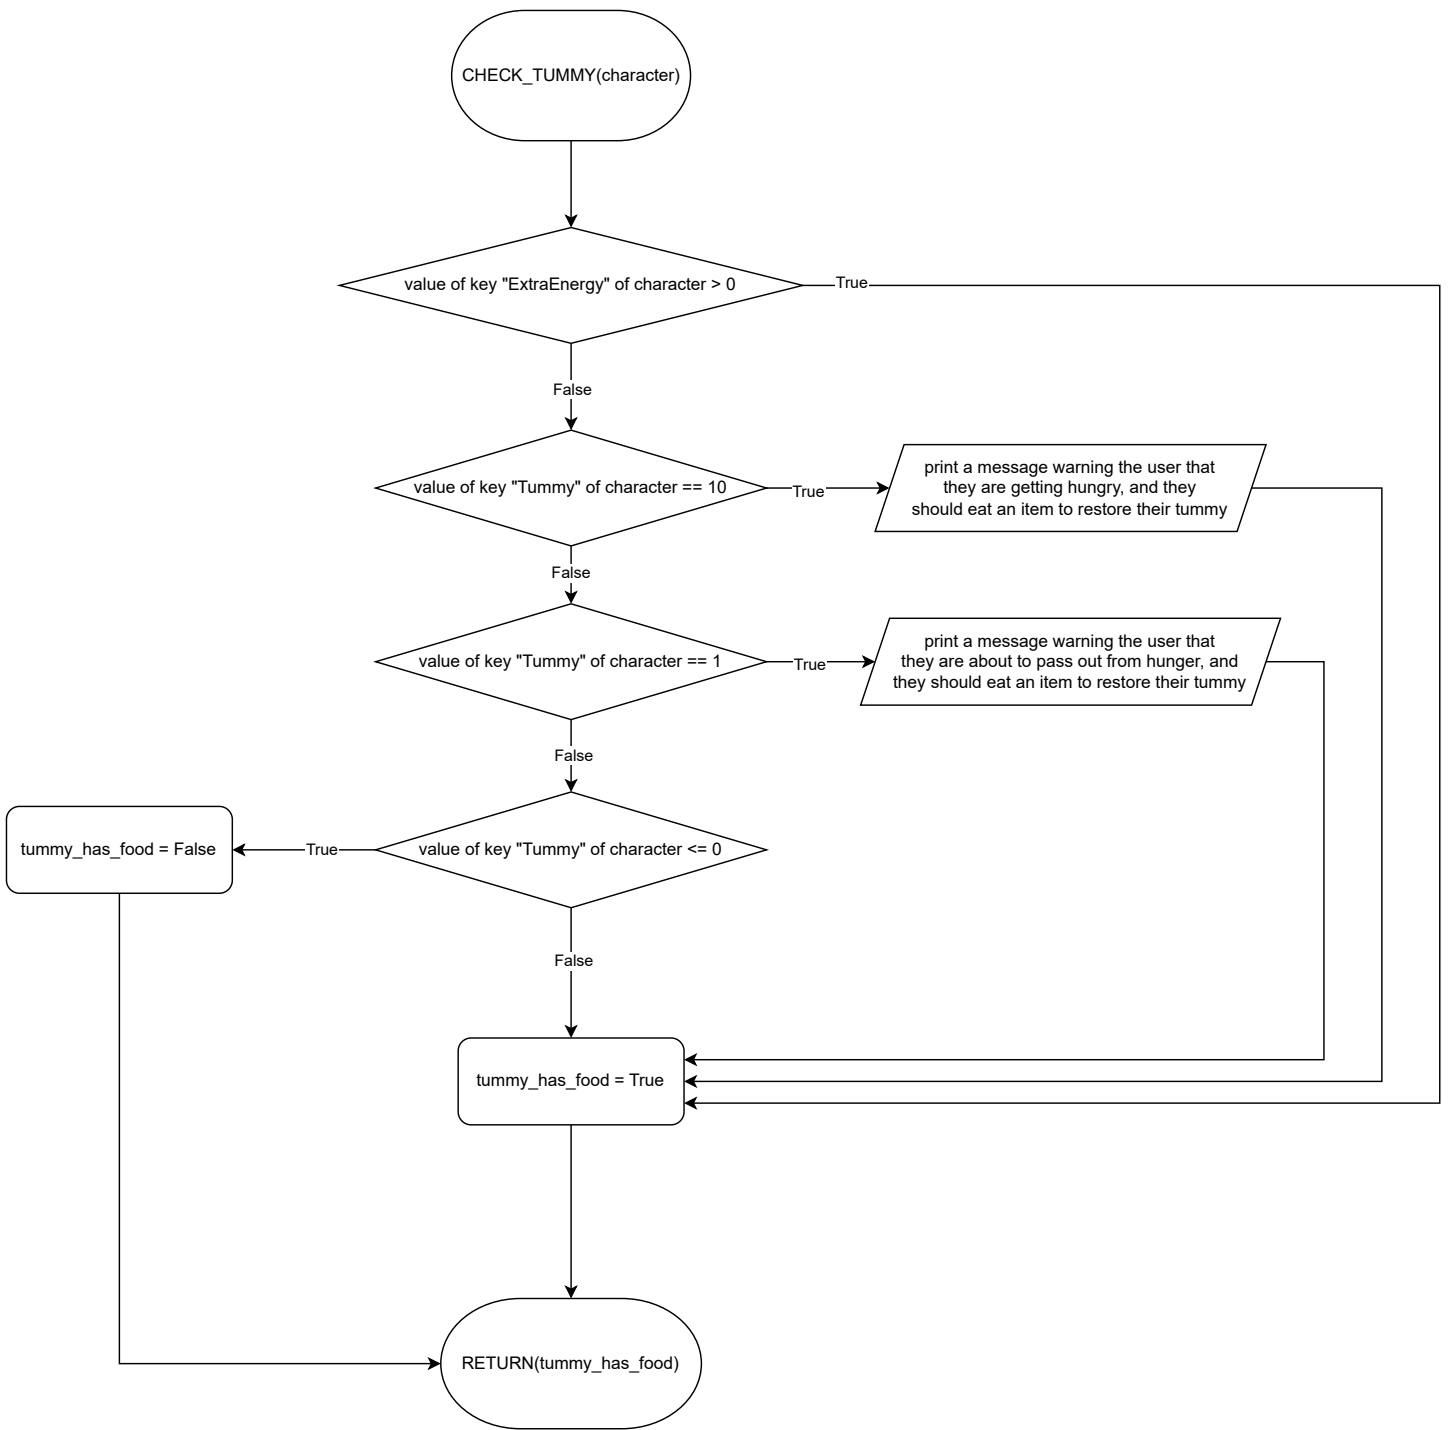 CHECK_TUMMY(character)
value of key "ExtraEnergy" of character > 0
True
False
value of key "Tummy" of character == 10
True
print a message warning the user that
they are getting hungry, and they
should eat an item to restore their tummy
False
value of key "Tummy" of character == 1
True
print a message warning the user that
they are about to pass out from hunger, and
they should eat an item to restore their tummy
False
value of key "Tummy" of character <= 0
True
tummy_has_food = False
False
tummy_has_food = True
RETURN(tummy_has_food)